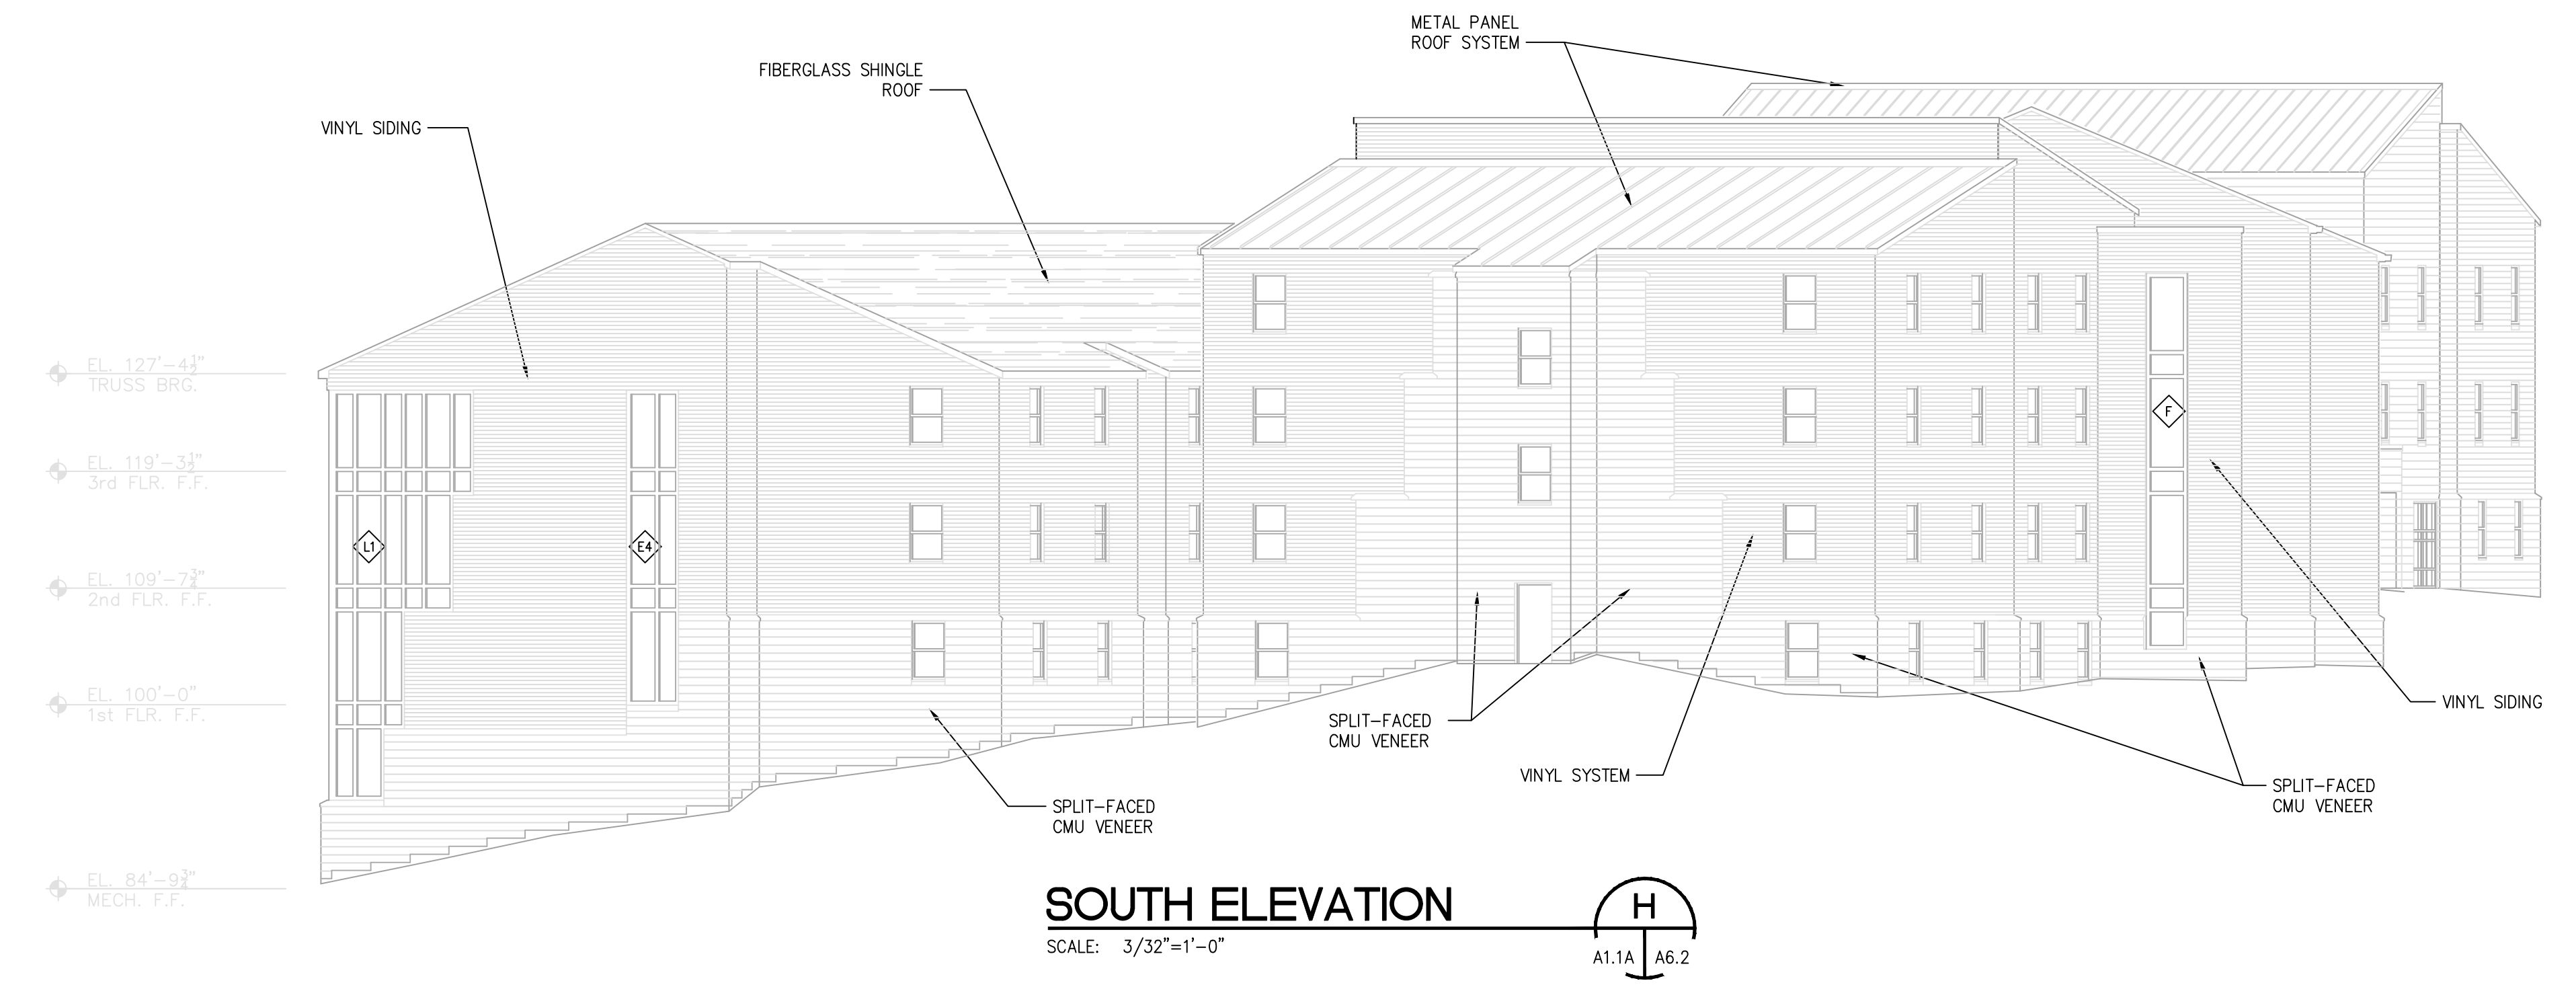 METAL PANEL
ROOF SYSTEM
FIBERGLASS SHINGLE
ROOF
VINYL SIDING
EL. 127'-4½"
TRUSS BRG.
F
EL. 119'-3½"
3rd FLR. F.F.
L1
E4
EL. 109'-7¾"
2nd FLR. F.F.
EL. 100'-0"
1st FLR. F.F.
VINYL SIDING
SPLIT-FACED
CMU VENEER
VINYL SYSTEM
SPLIT-FACED
CMU VENEER
SPLIT-FACED
CMU VENEER
EL. 84'-9¾"
MECH. F.F.
SOUTH ELEVATION
H
SCALE: 3/32"=1'-0"
A1.1A A6.2